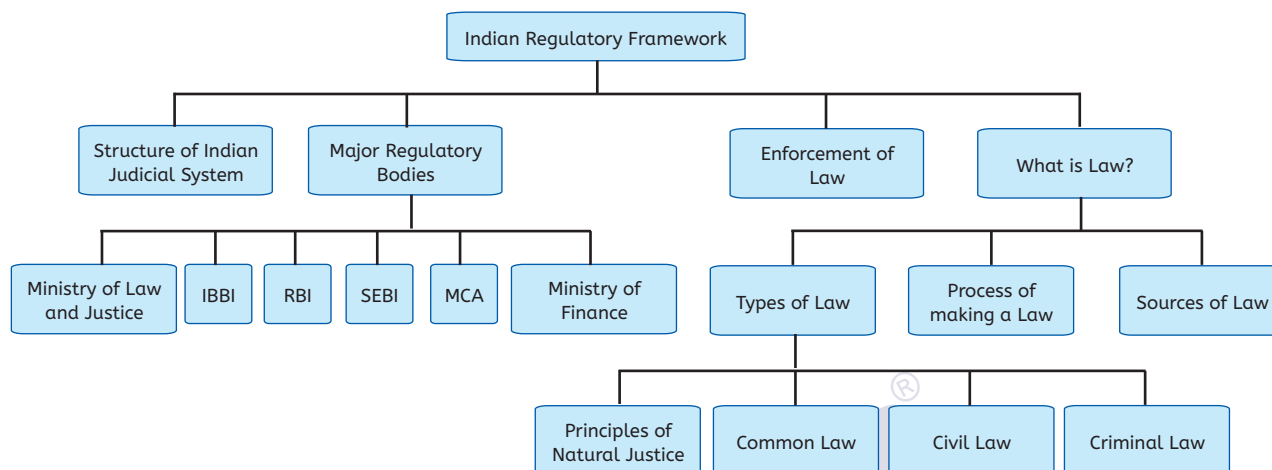 Indian Regulatory Framework
Structure of Indian
Judicial System
Major Regulatory
Bodies
Enforcement of
Law
What is Law?
Ministry of Law
and Justice
IBBI
RBI
SEBI
MCA
Ministry of
Finance
Types of Law
Process of
making a Law
Sources of Law
®
Principles of
Natural Justice
Common Law
Civil Law
Criminal Law